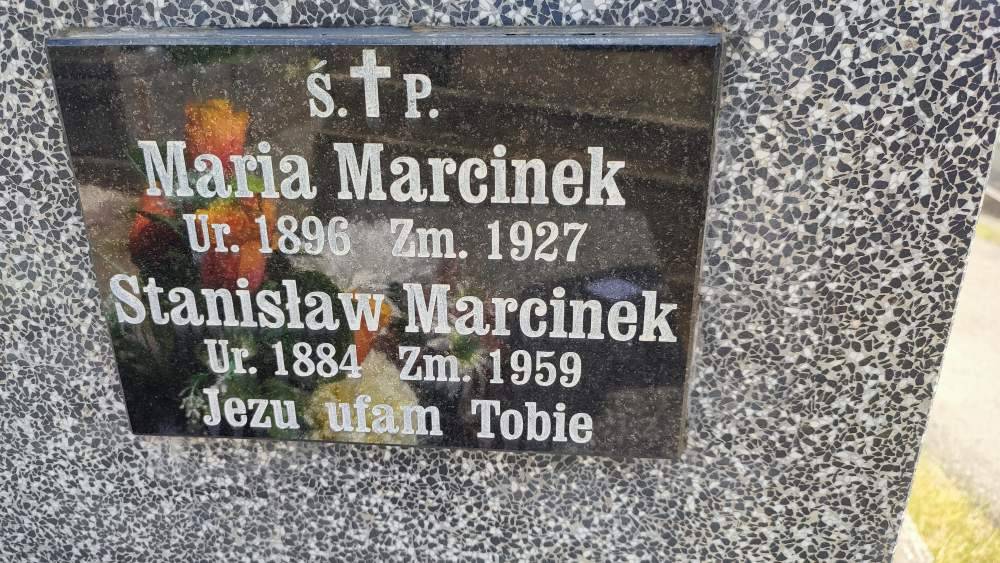 Ś. ✝ P.
Maria Marcinek
Ur. 1896 Zm. 1927
Stanisław Marcinek
Ur. 1884 Zm. 1959
Jezu ufam Tobie